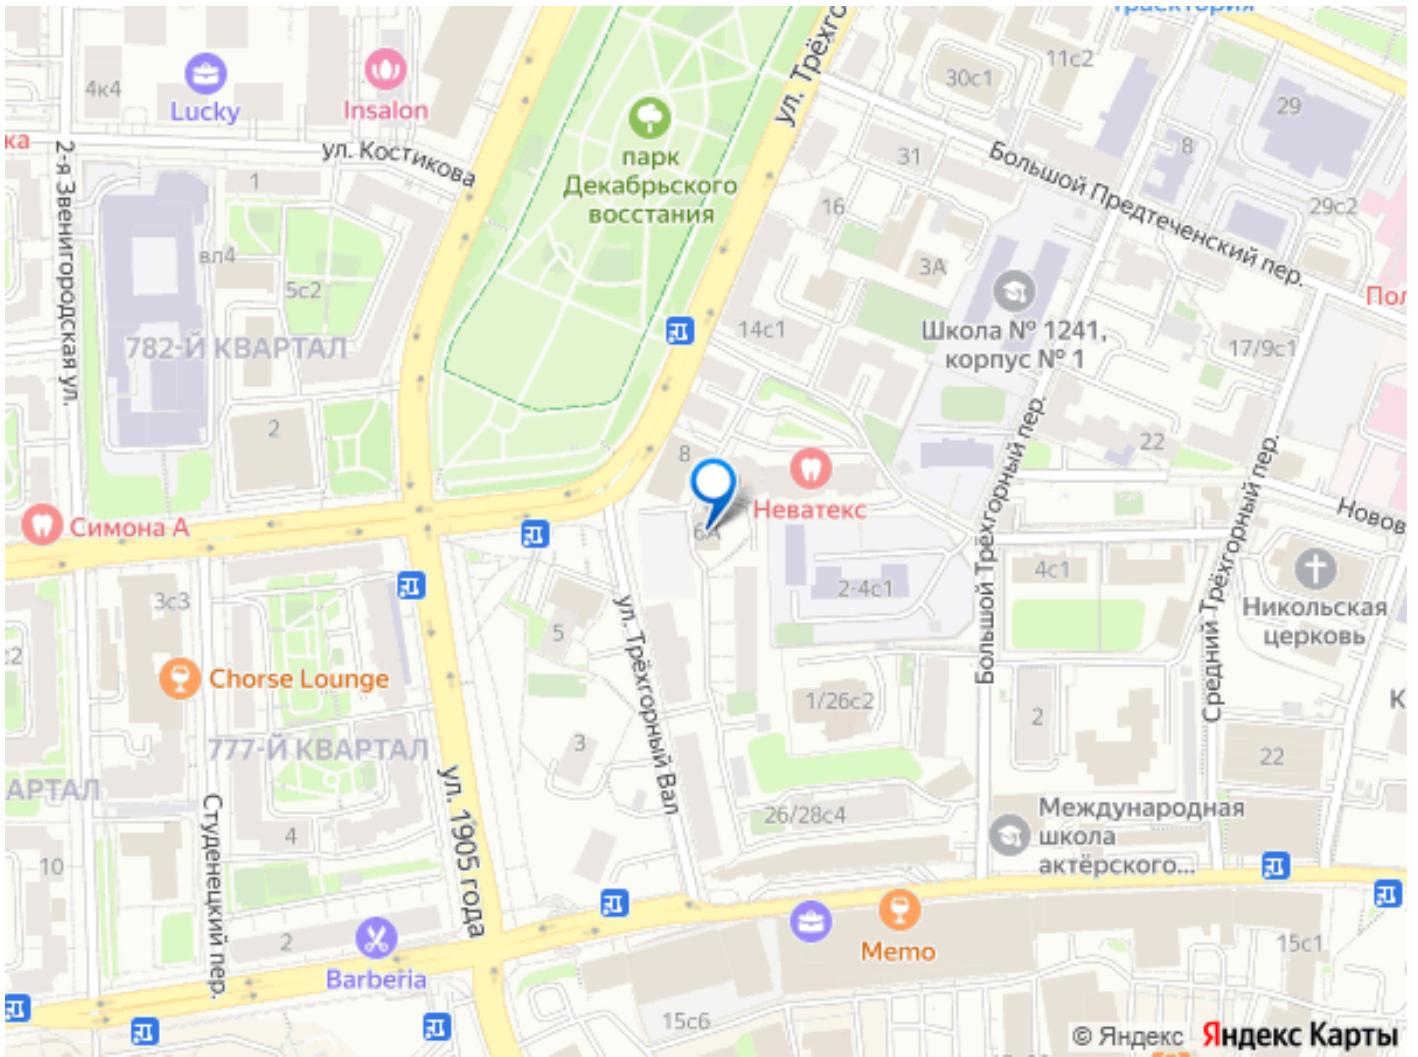 Траектория
4к4
Lucky
Insalon
ул. Трёхго
11с2
30с1
29
ка
2-я Звенигородская ул.
ул. Костикова
парк
Декабрьского
восстания
31
Большой Предтеченский пер.
8
1
16
29с2
вл4
3А
5с2
Пол
782-Й КВАРТАЛ
14с1
Школа № 1241,
корпус № 1
17/9с1
2
8
22
Неватекс
Большой Трёхгорный пер.
Средний Трёхгорный пер.
Новов
Симона А
6А
3с3
2-4с1
4с1
Никольская
церковь
с2
5
ул. Трёхгорный Вал
Chorse Lounge
1/26с2
2
К
777-Й КВАРТАЛ
3
22
АРТАЛ
Студенецкий пер.
ул. 1905 года
4
26/28с4
Международная
школа
актёрского...
10
2
Barberia
Memo
15с1
15с6
© Яндекс Яндекс Карты